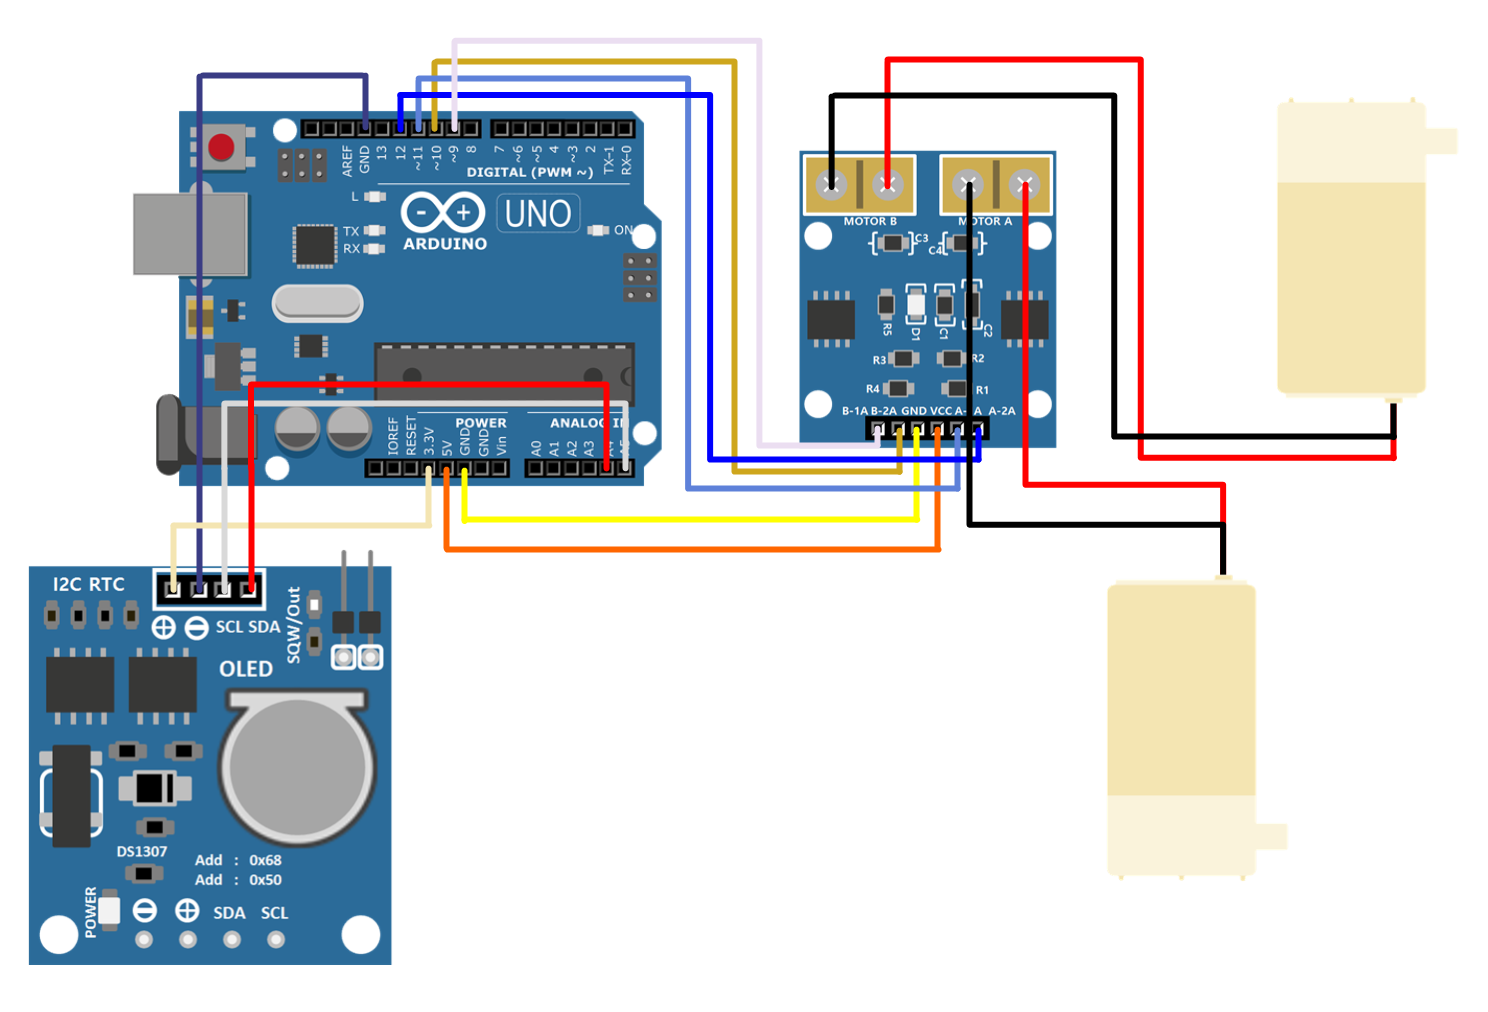 AREF
GND
13
12
~11
~10
~9
8
7
~6
~5
4
~3
2
TX-1
RX-0
DIGITAL (PWM ~)
L
TX
RX
ARDUINO
UNO
ON
POWER
ANALOG IN
IOREF
RESET
3.3V
5V
GND
GND
Vin
A0
A1
A2
A3
A4
MOTOR B
MOTOR A
C3
C4
R5
D1
C1
C2
R3
R2
R4
R1
B-1A B-2A GND VCC A-1A A-2A
I2C RTC
SCL SDA
SQW/Out
OLED
DS1307
Add : 0x68
Add : 0x50
POWER
SDA SCL